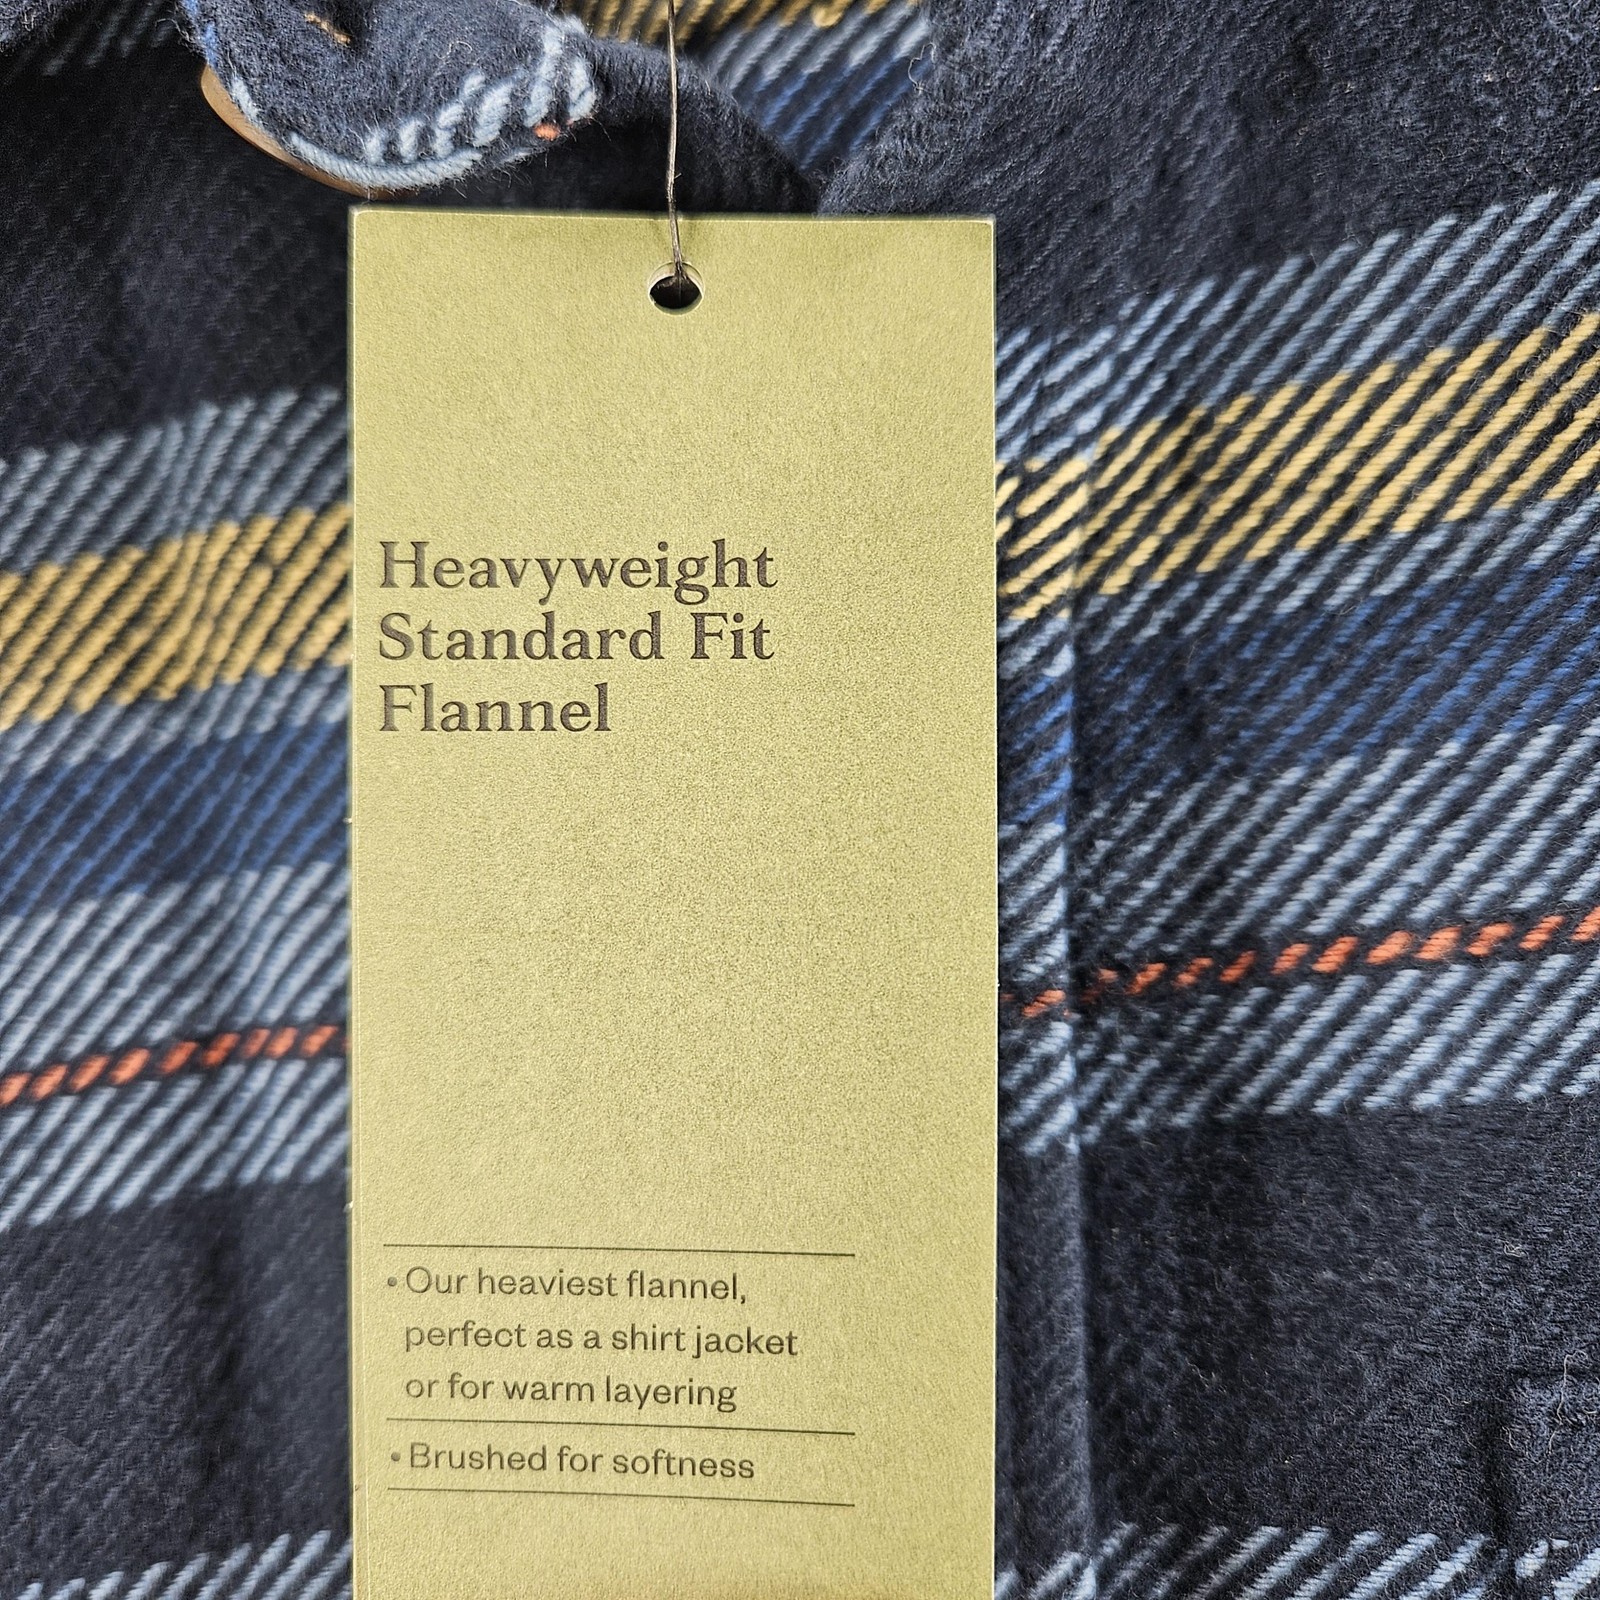 Heavyweight
Standard Fit
Flannel
• Our heaviest flannel,
perfect as a shirt jacket
or for warm layering
• Brushed for softness